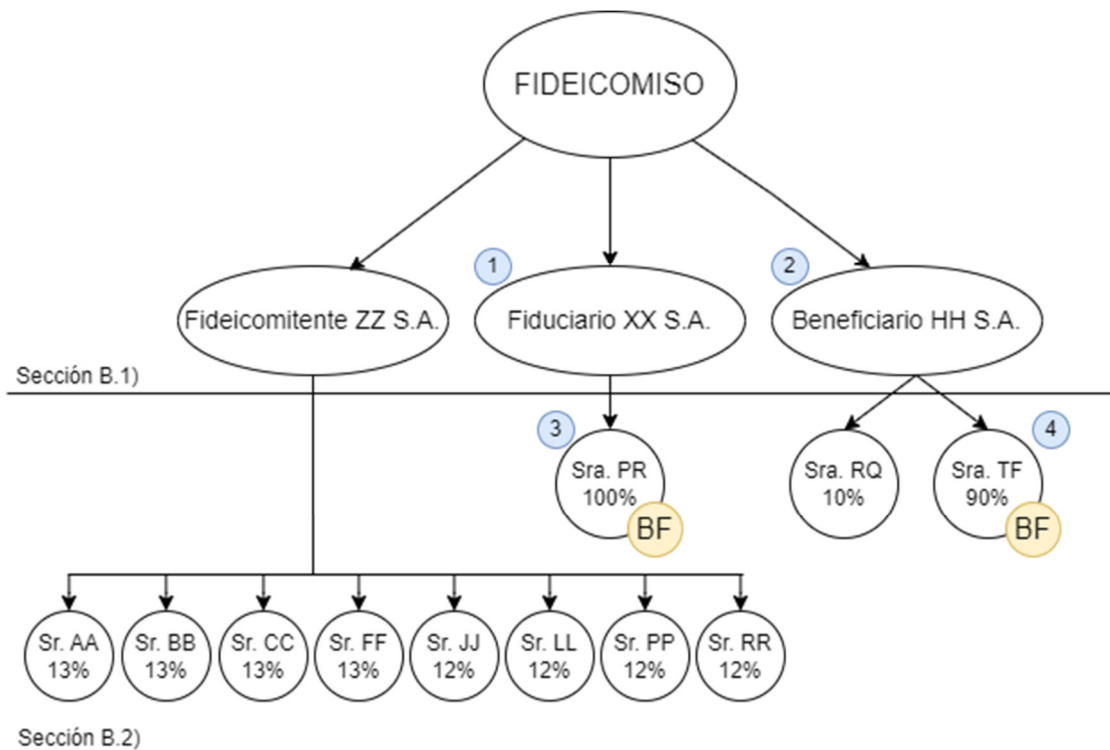 FIDEICOMISO
1
2
Fideicomitente ZZ S.A.
Fiduciario XX S.A.
Beneficiario HH S.A.
Sección B.1)
3
4
Sra. PR
100%
BF
Sra. RQ
10%
Sra. TF
90%
BF
Sr. AA
13%
Sr. BB
13%
Sr. CC
13%
Sr. FF
13%
Sr. JJ
12%
Sr. LL
12%
Sr. PP
12%
Sr. RR
12%
Sección B.2)